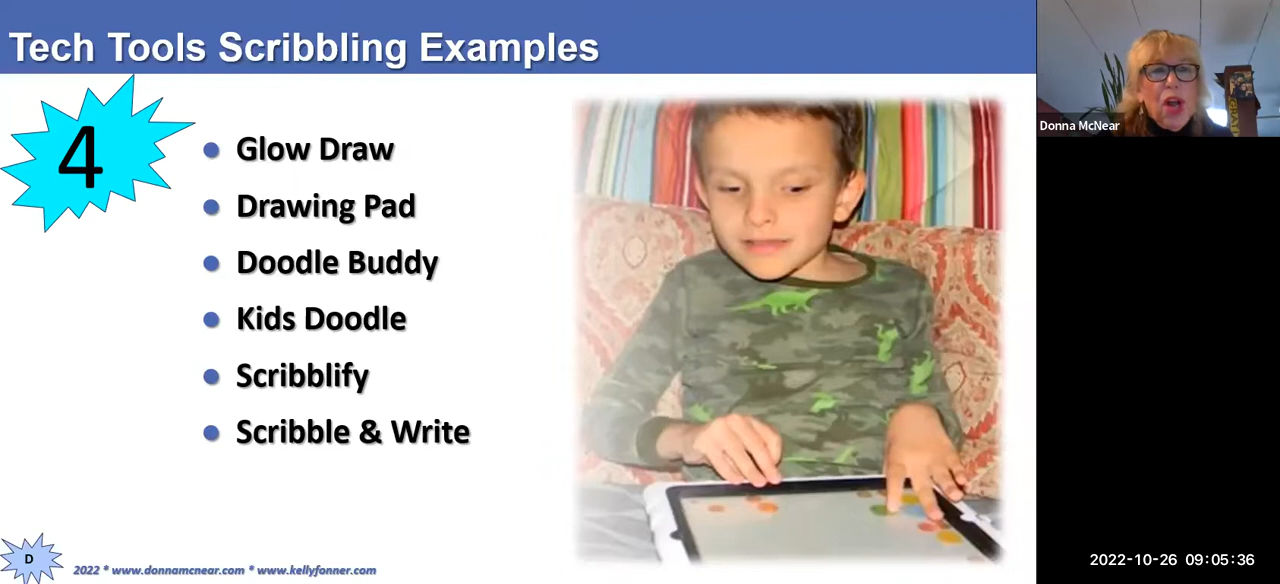 Tech Tools Scribbling Examples
4
Glow Draw
Drawing Pad
Doodle Buddy
Kids Doodle
Scribblify
Scribble & Write
D
2022 * www.donnamcnear.com * www.kellyfonner.com
Donna McNear
2022-10-26 09:05:36